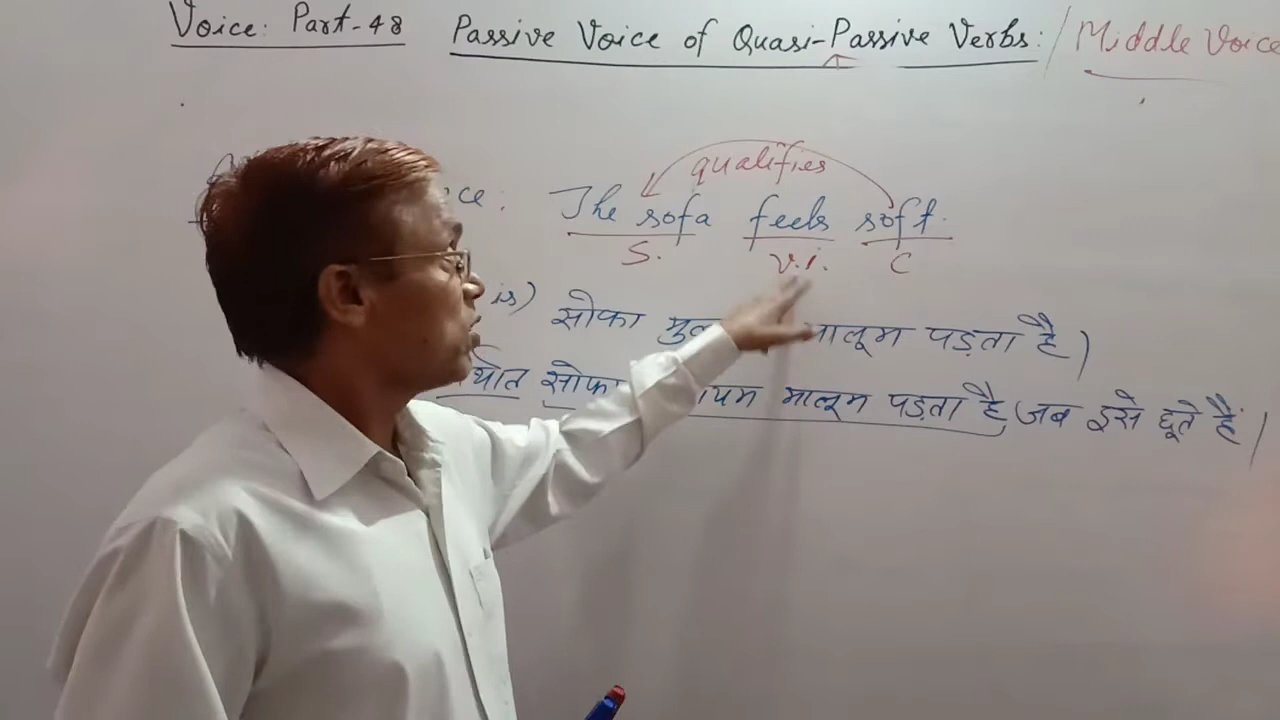 Voice: Part-48 Passive Voice of Quasi-Passive Verbs: / Middle Voice
qualifies
The sofa feels soft.
S. v.i. C
is) सोफा मालूम पड़ता है।
सोफा मालूम पड़ता है, जब इसे छूते हैं।